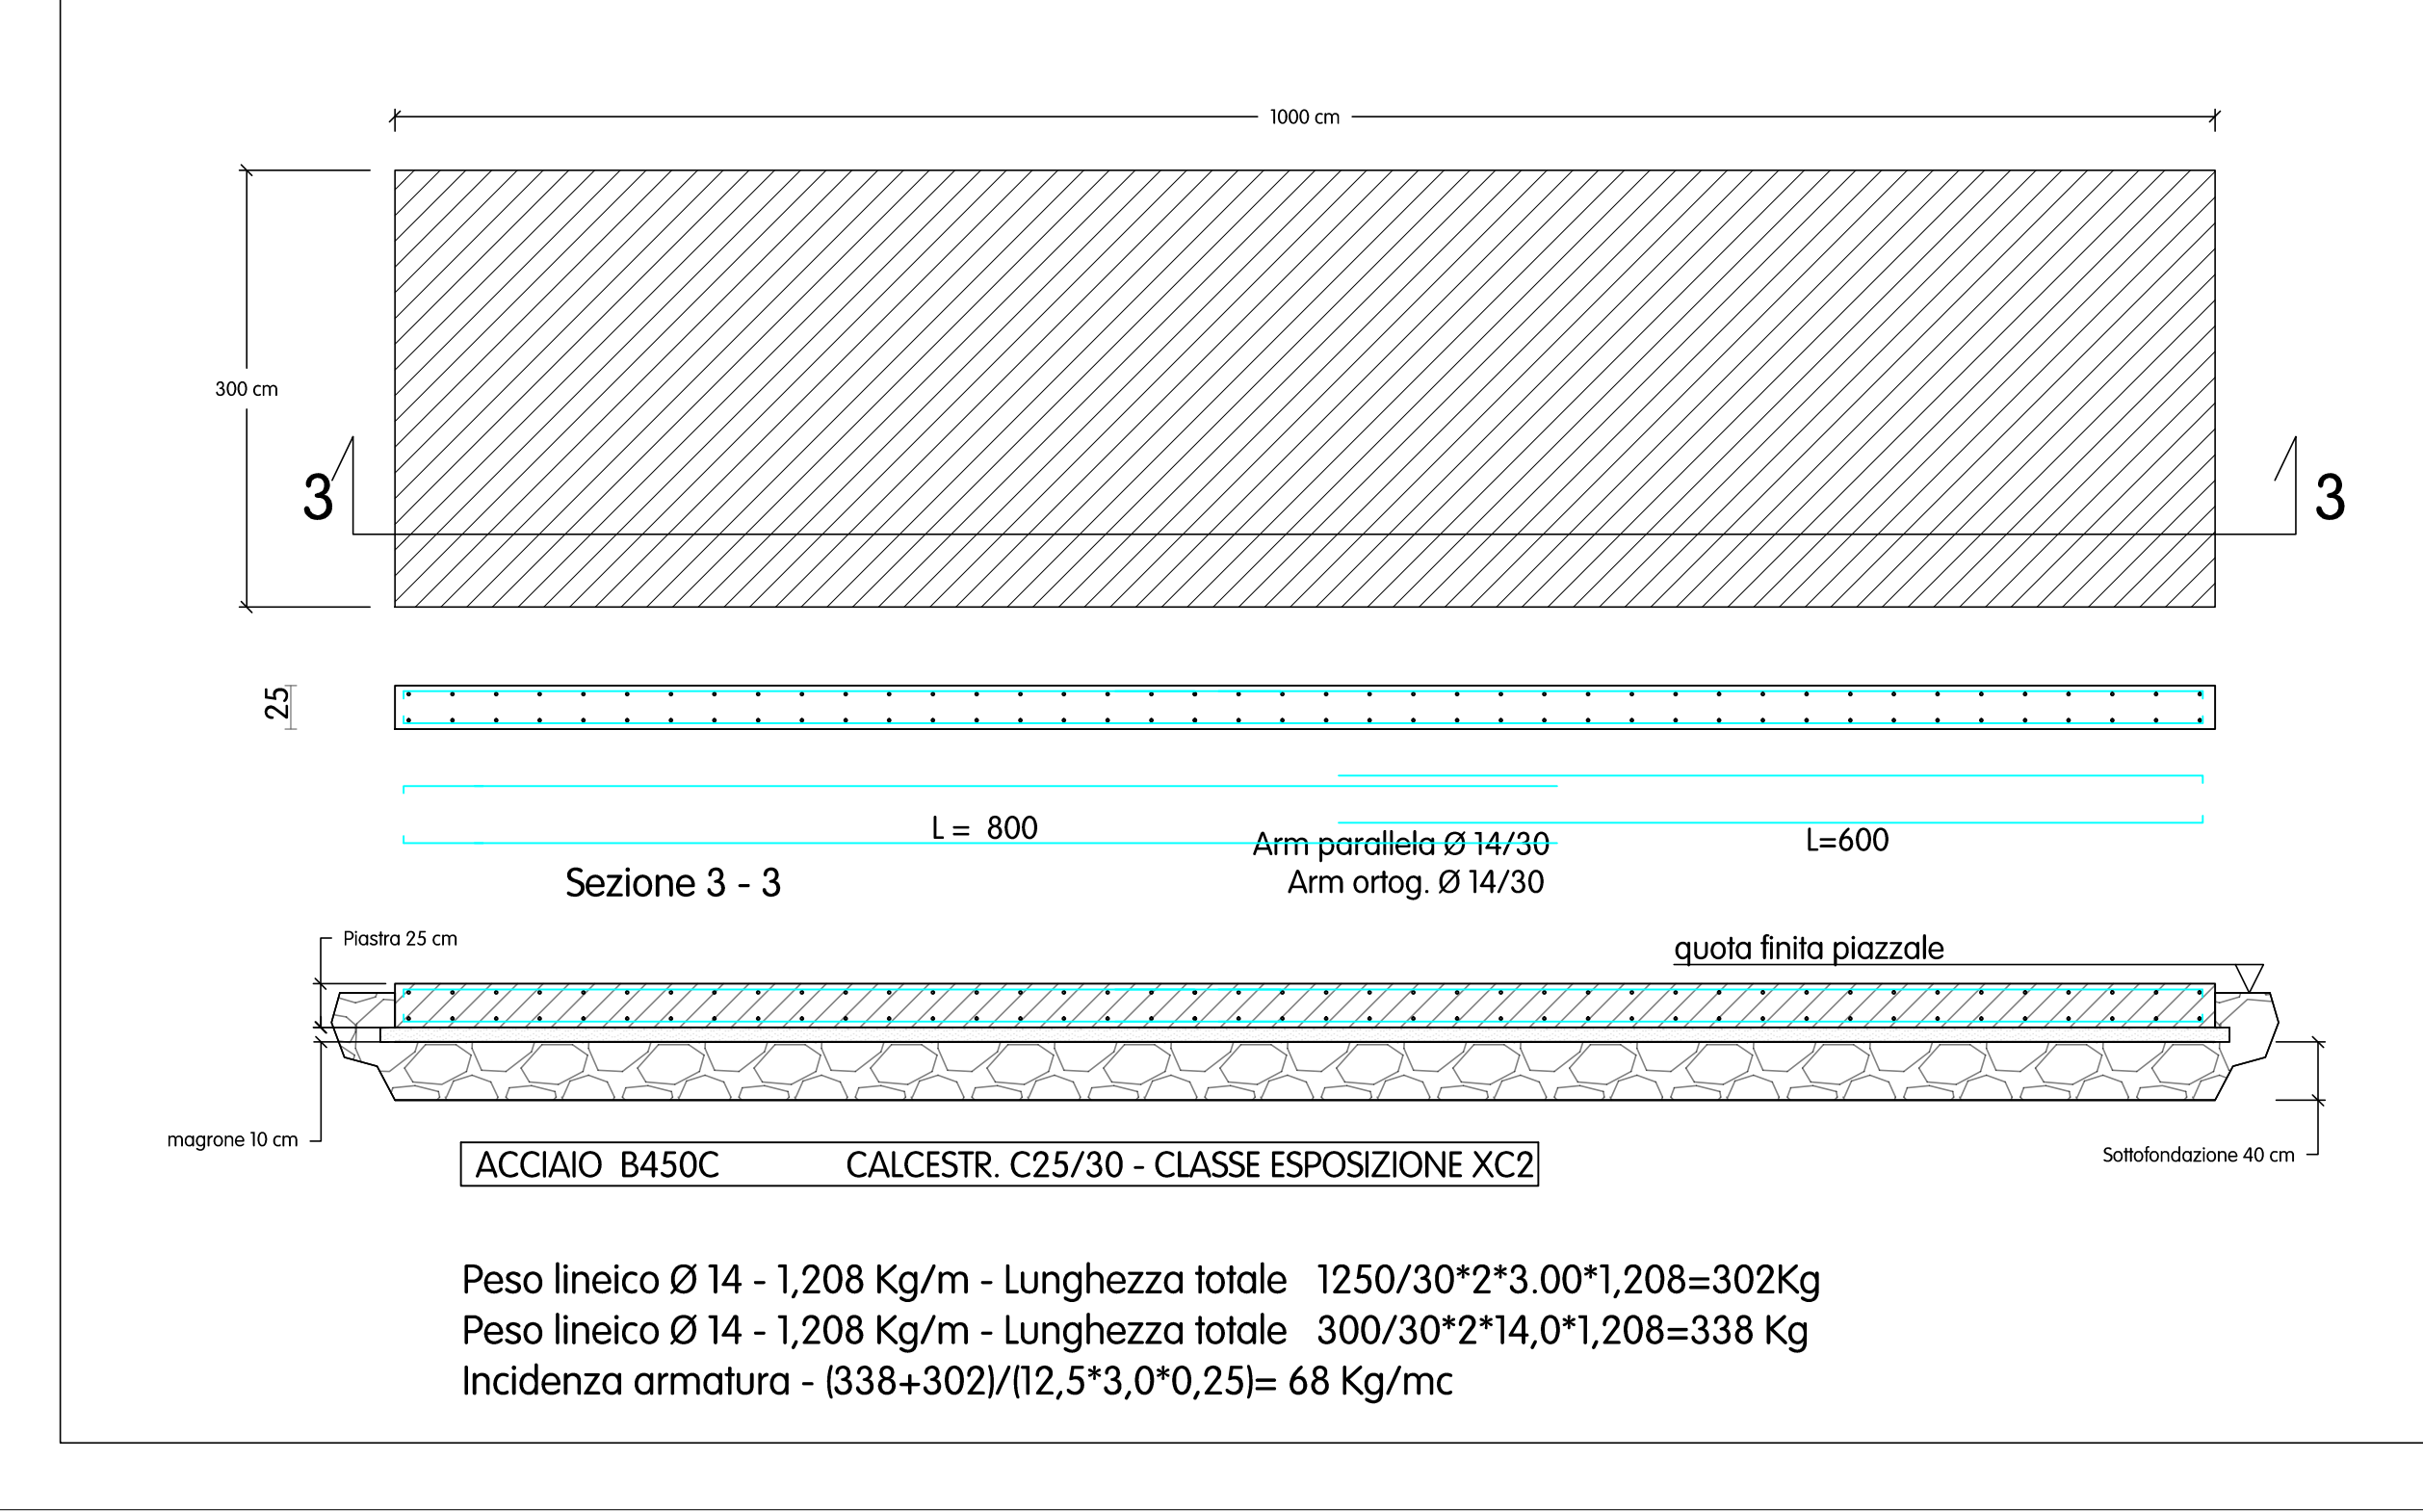 1000 cm
300 cm
3
3
25
L = 800
Arm parallela Ø 14/30
L=600
Sezione 3 - 3
Arm ortog. Ø 14/30
Piastra 25 cm
quota finita piazzale
magrone 10 cm
Sottofondazione 40 cm
ACCIAIO B450C CALCESTR. C25/30 - CLASSE ESPOSIZIONE XC2
Peso lineico Ø 14 - 1,208 Kg/m - Lunghezza totale 1250/30*2*3.00*1,208=302Kg
Peso lineico Ø 14 - 1,208 Kg/m - Lunghezza totale 300/30*2*14,0*1,208=338 Kg
Incidenza armatura - (338+302)/(12,5*3,0*0,25)= 68 Kg/mc